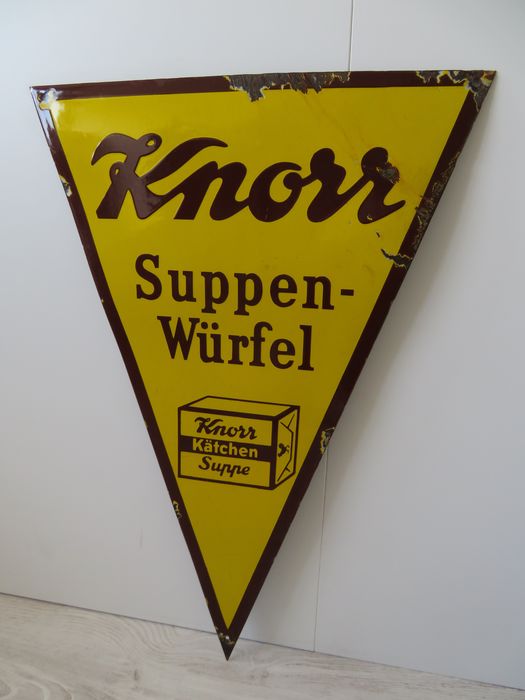 Knorr
Suppen-
Würfel
Knorr
Kätchen
Suppe